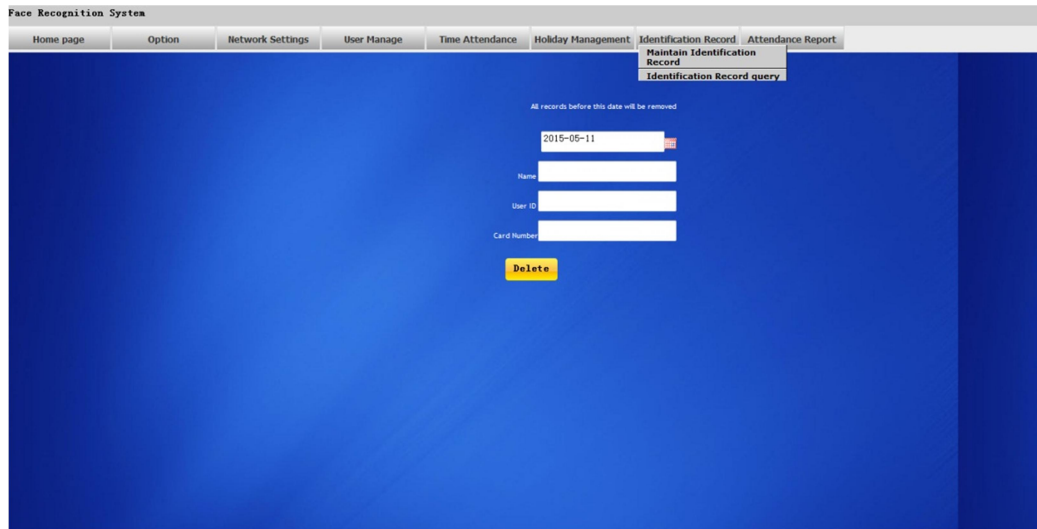 Face Recognition System
Home page Option Network Settings User Manage Time Attendance Holiday Management Identification Record Attendance Report
Maintain Identification
Record
Identification Record query
All records before this date will be removed
2015-05-11
Name
User ID
Card Number
Delete